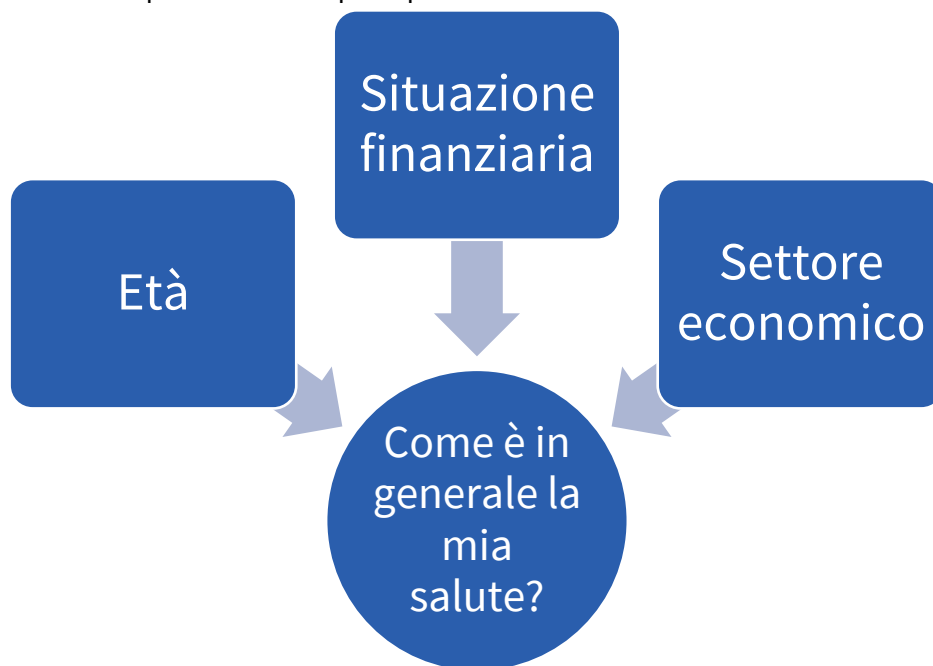 Situazione
finanziaria
Età
Settore
economico
Come è in
generale la
mia
salute?